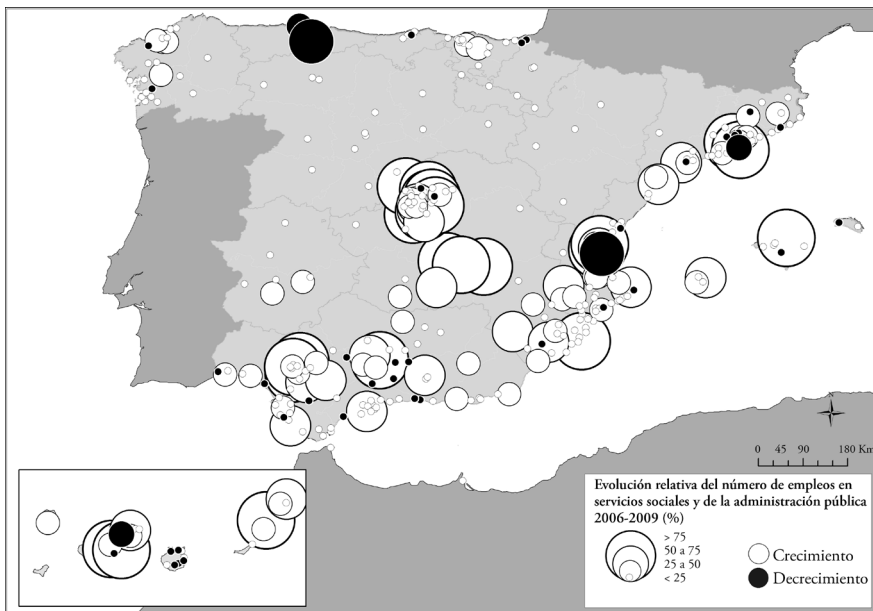 N
0 45 90 180 Km
Evolución relativa del número de empleos en
servicios sociales y de la administración pública
2006-2009 (%)
> 75
50 a 75
25 a 50
< 25
Crecimiento
Decrecimiento